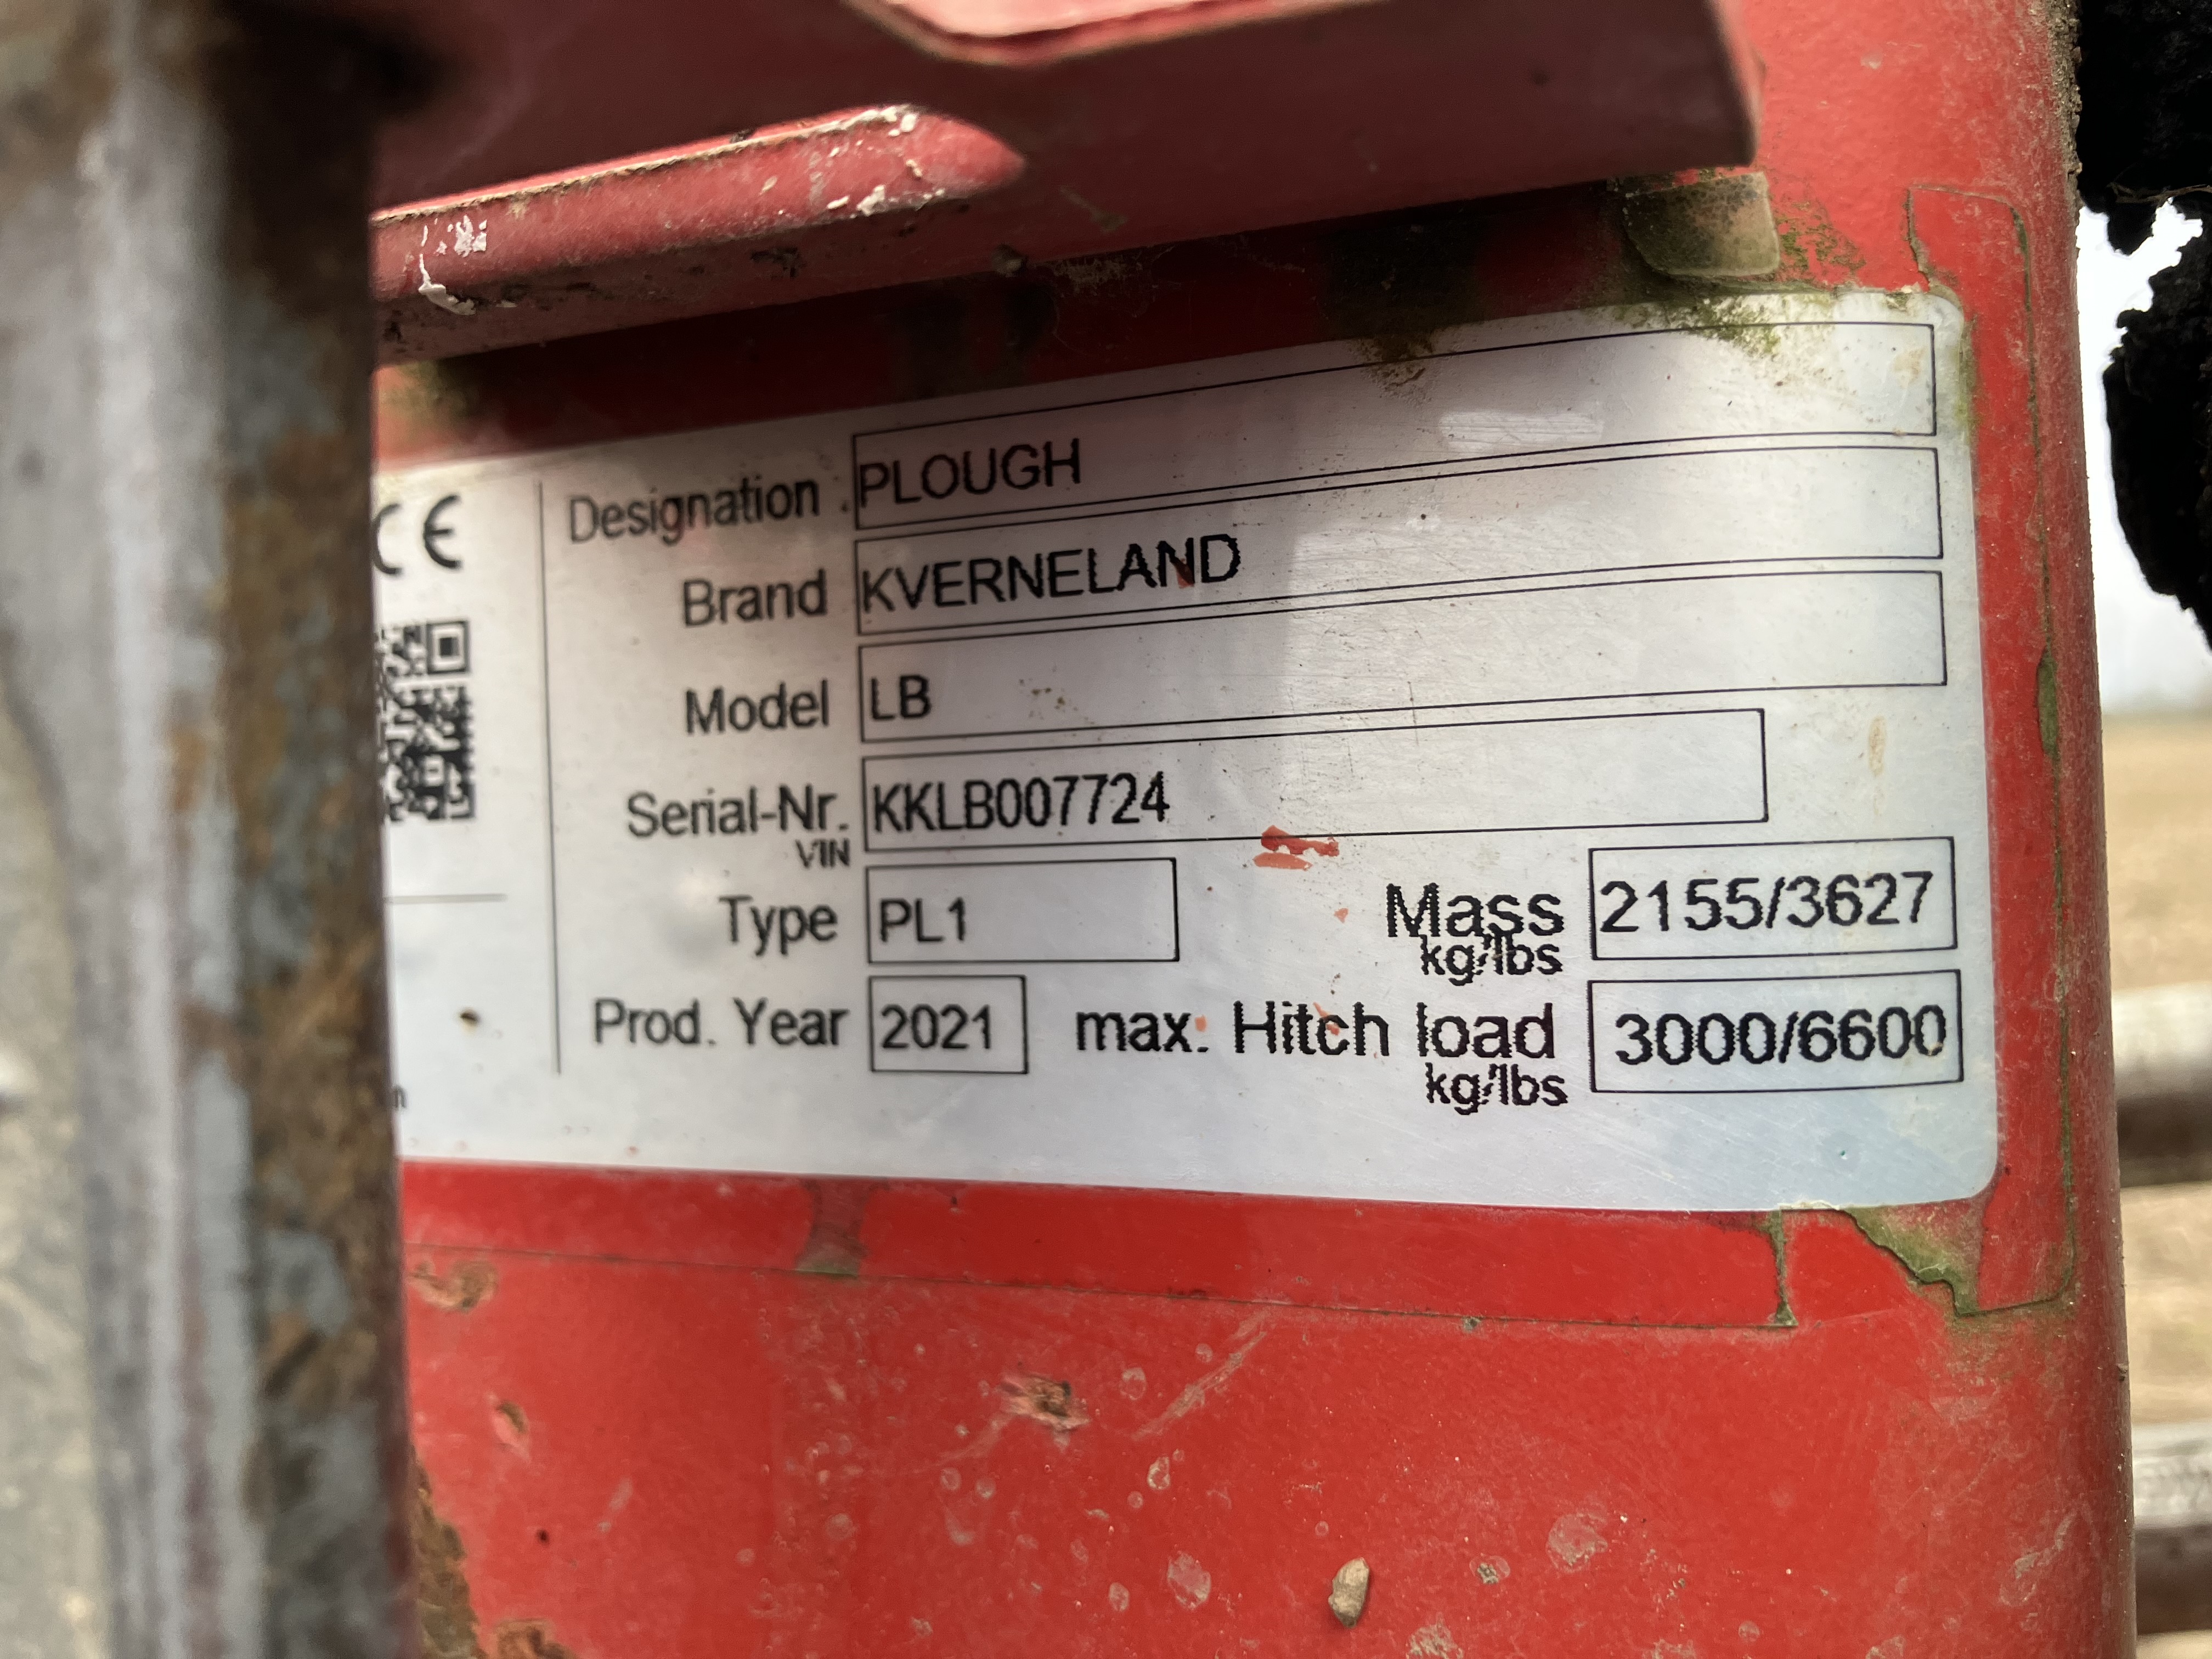 CE
Designation PLOUGH
Brand KVERNELAND
Model LB
Serial-Nr. KKLB007724
VIN
Type PL1
Mass 2155/3627
kg/lbs
Prod. Year 2021
max. Hitch load 3000/6600
kg/lbs